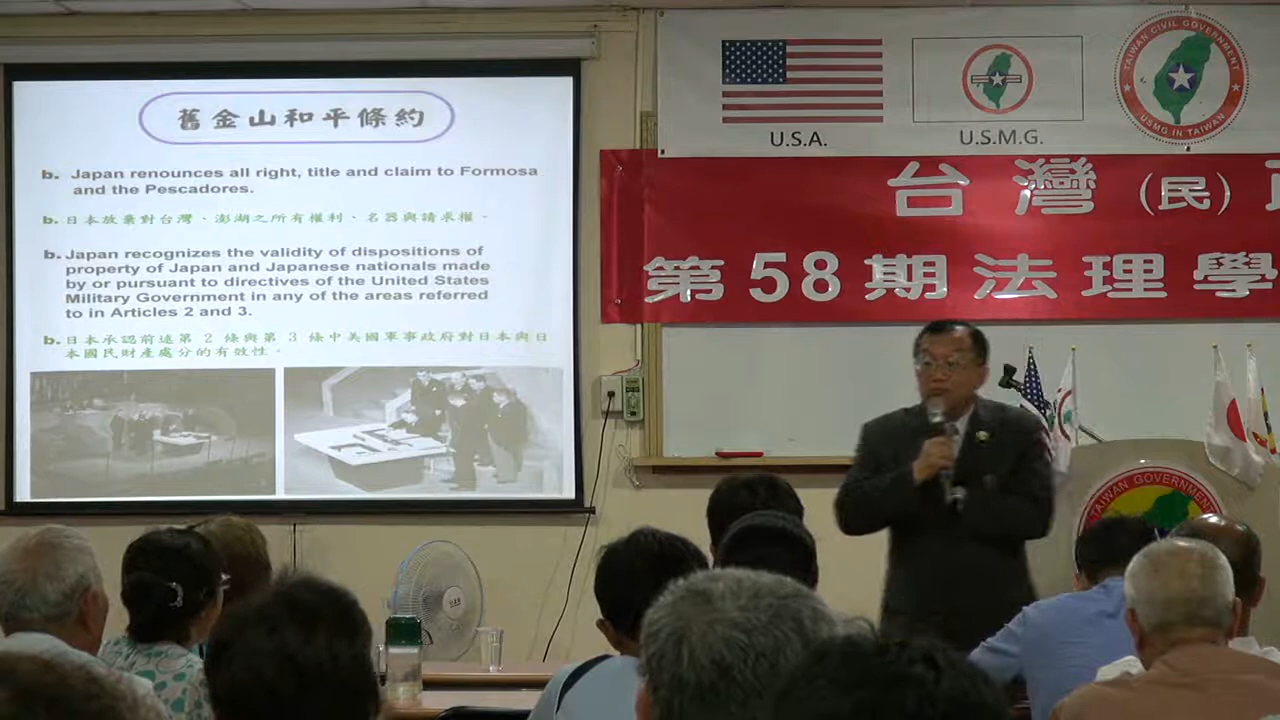 舊金山和平條約
b. Japan renounces all right, title and claim to Formosa
and the Pescadores.
b. 日本放棄對台灣、澎湖之所有權利、名器與請求權。
b. Japan recognizes the validity of dispositions of
property of Japan and Japanese nationals made
by or pursuant to directives of the United States
Military Government in any of the areas referred
to in Articles 2 and 3.
b. 日本承認前述第 2 條與第 3 條中美國軍事政府對日本與日
本國民財產處分的有效性。
U.S.A.
U.S.M.G.
TAIWAN CIVIL GOVERNMENT
USMG IN TAIWAN
台灣(民)政
第58期法理學
TAIWAN GOVERNMENT